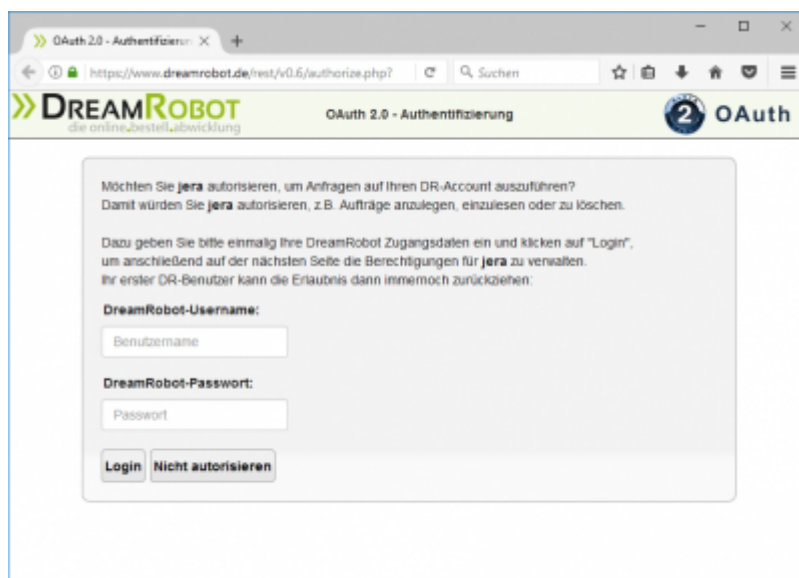 OAuth 2.0 - Authentifizierun
https://www.dreamrobot.de/rest/v0.6/authorize.php?
Suchen
DREAMROBOT
die online.bestell.abwicklung
OAuth 2.0 - Authentifizierung
2 OAuth
Möchten Sie jera autorisieren, um Anfragen auf Ihren DR-Account auszuführen?
Damit würden Sie jera autorisieren, z.B. Aufträge anzulegen, einzulesen oder zu löschen.
Dazu geben Sie bitte einmalig Ihre DreamRobot Zugangsdaten ein und klicken auf "Login",
um anschließend auf der nächsten Seite die Berechtigungen für jera zu verwalten.
Ihr erster DR-Benutzer kann die Erlaubnis dann immernoch zurückziehen:
DreamRobot-Username:
Benutzername
DreamRobot-Passwort:
Passwort
Login Nicht autorisieren